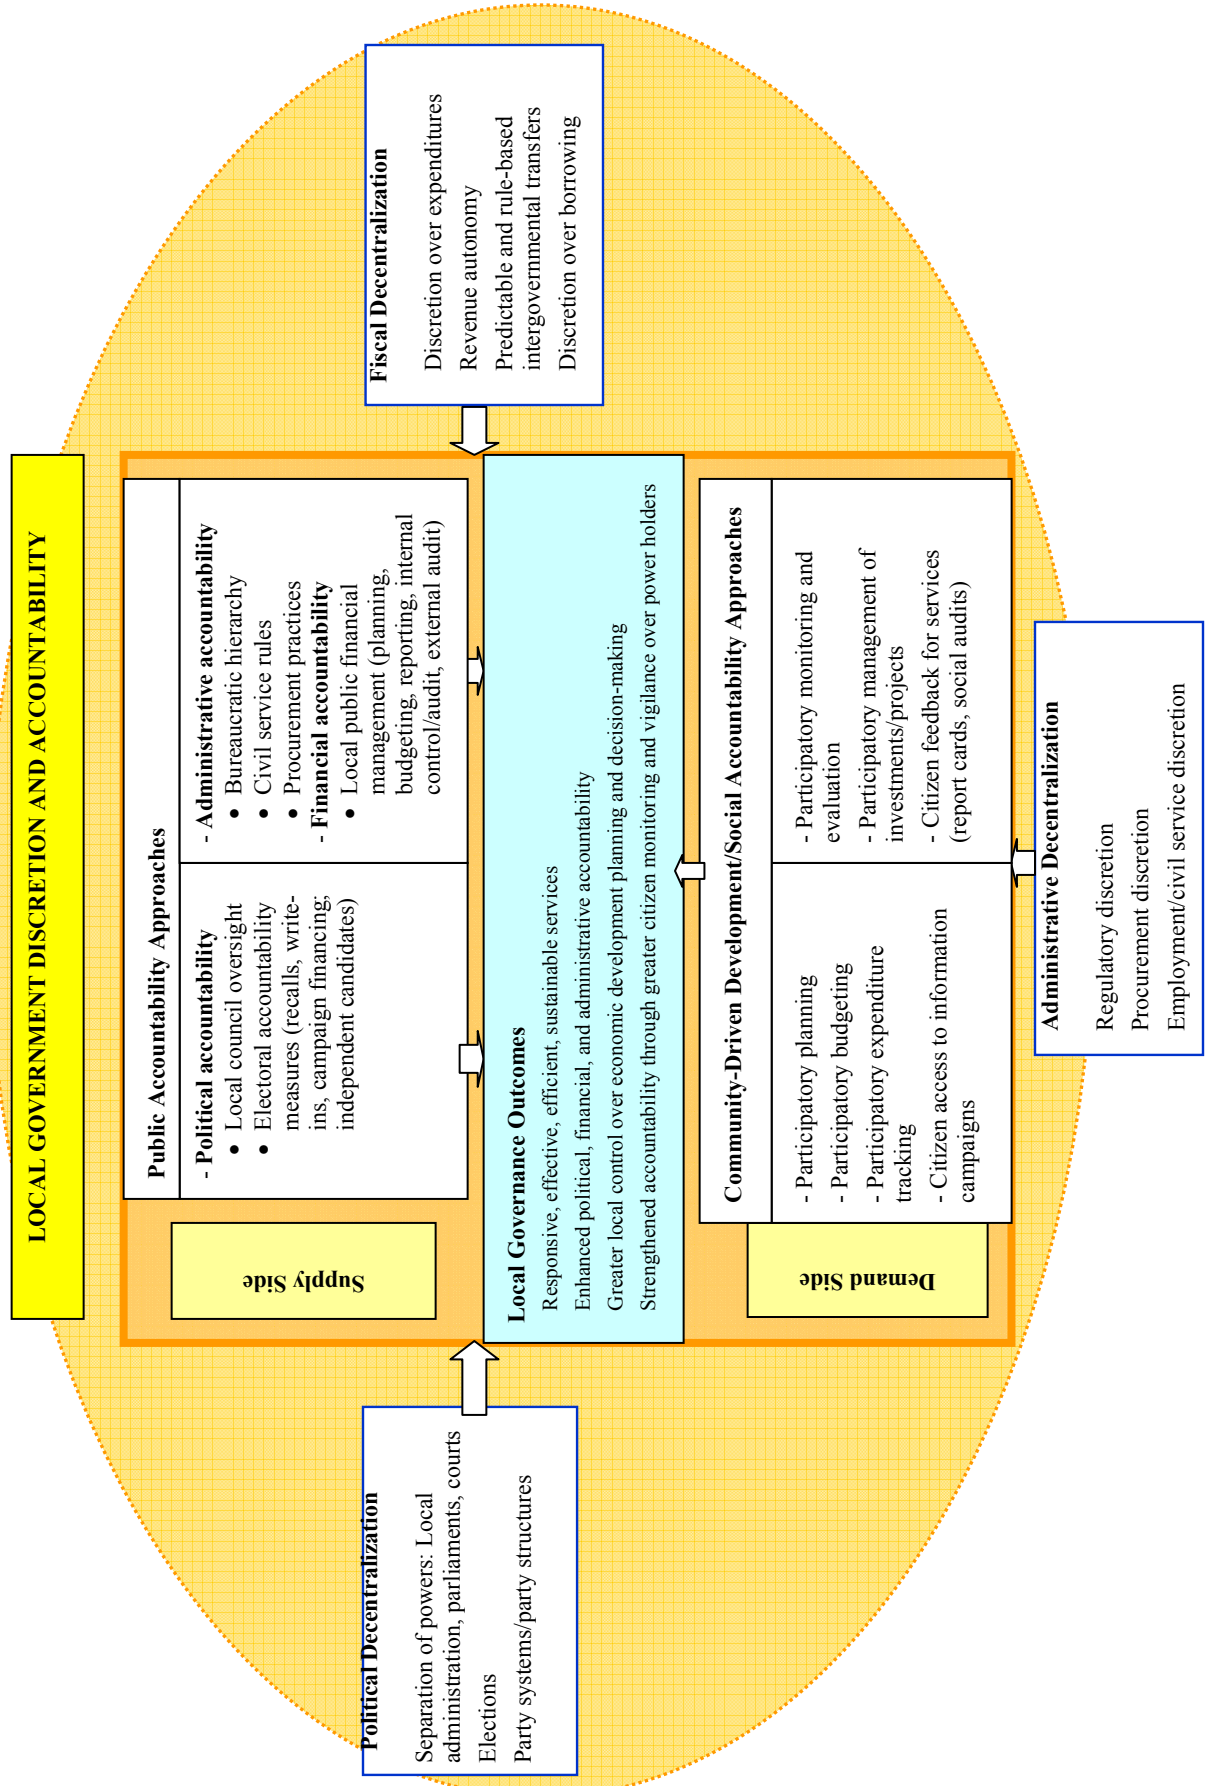 LOCAL GOVERNMENT DISCRETION AND ACCOUNTABILITY
Public Accountability Approaches
- Political accountability
• Local council oversight
• Electoral accountability
measures (recalls, write-
ins, campaign financing;
independent candidates)
- Administrative accountability
• Bureaucratic hierarchy
• Civil service rules
• Procurement practices
- Financial accountability
• Local public financial
management (planning,
budgeting, reporting, internal
control/audit, external audit)
Supply Side
Political Decentralization
Separation of powers: Local
administration, parliaments, courts
Elections
Party systems/party structures
Local Governance Outcomes
Responsive, effective, efficient, sustainable services
Enhanced political, financial, and administrative accountability
Greater local control over economic development planning and decision-making
Strengthened accountability through greater citizen monitoring and vigilance over power holders
Fiscal Decentralization
Discretion over expenditures
Revenue autonomy
Predictable and rule-based
intergovernmental transfers
Discretion over borrowing
Demand Side
Community-Driven Development/Social Accountability Approaches
- Participatory planning
- Participatory budgeting
- Participatory expenditure
tracking
- Citizen access to information
campaigns
- Participatory monitoring and
evaluation
- Participatory management of
investments/projects
- Citizen feedback for services
(report cards, social audits)
Administrative Decentralization
Regulatory discretion
Procurement discretion
Employment/civil service discretion